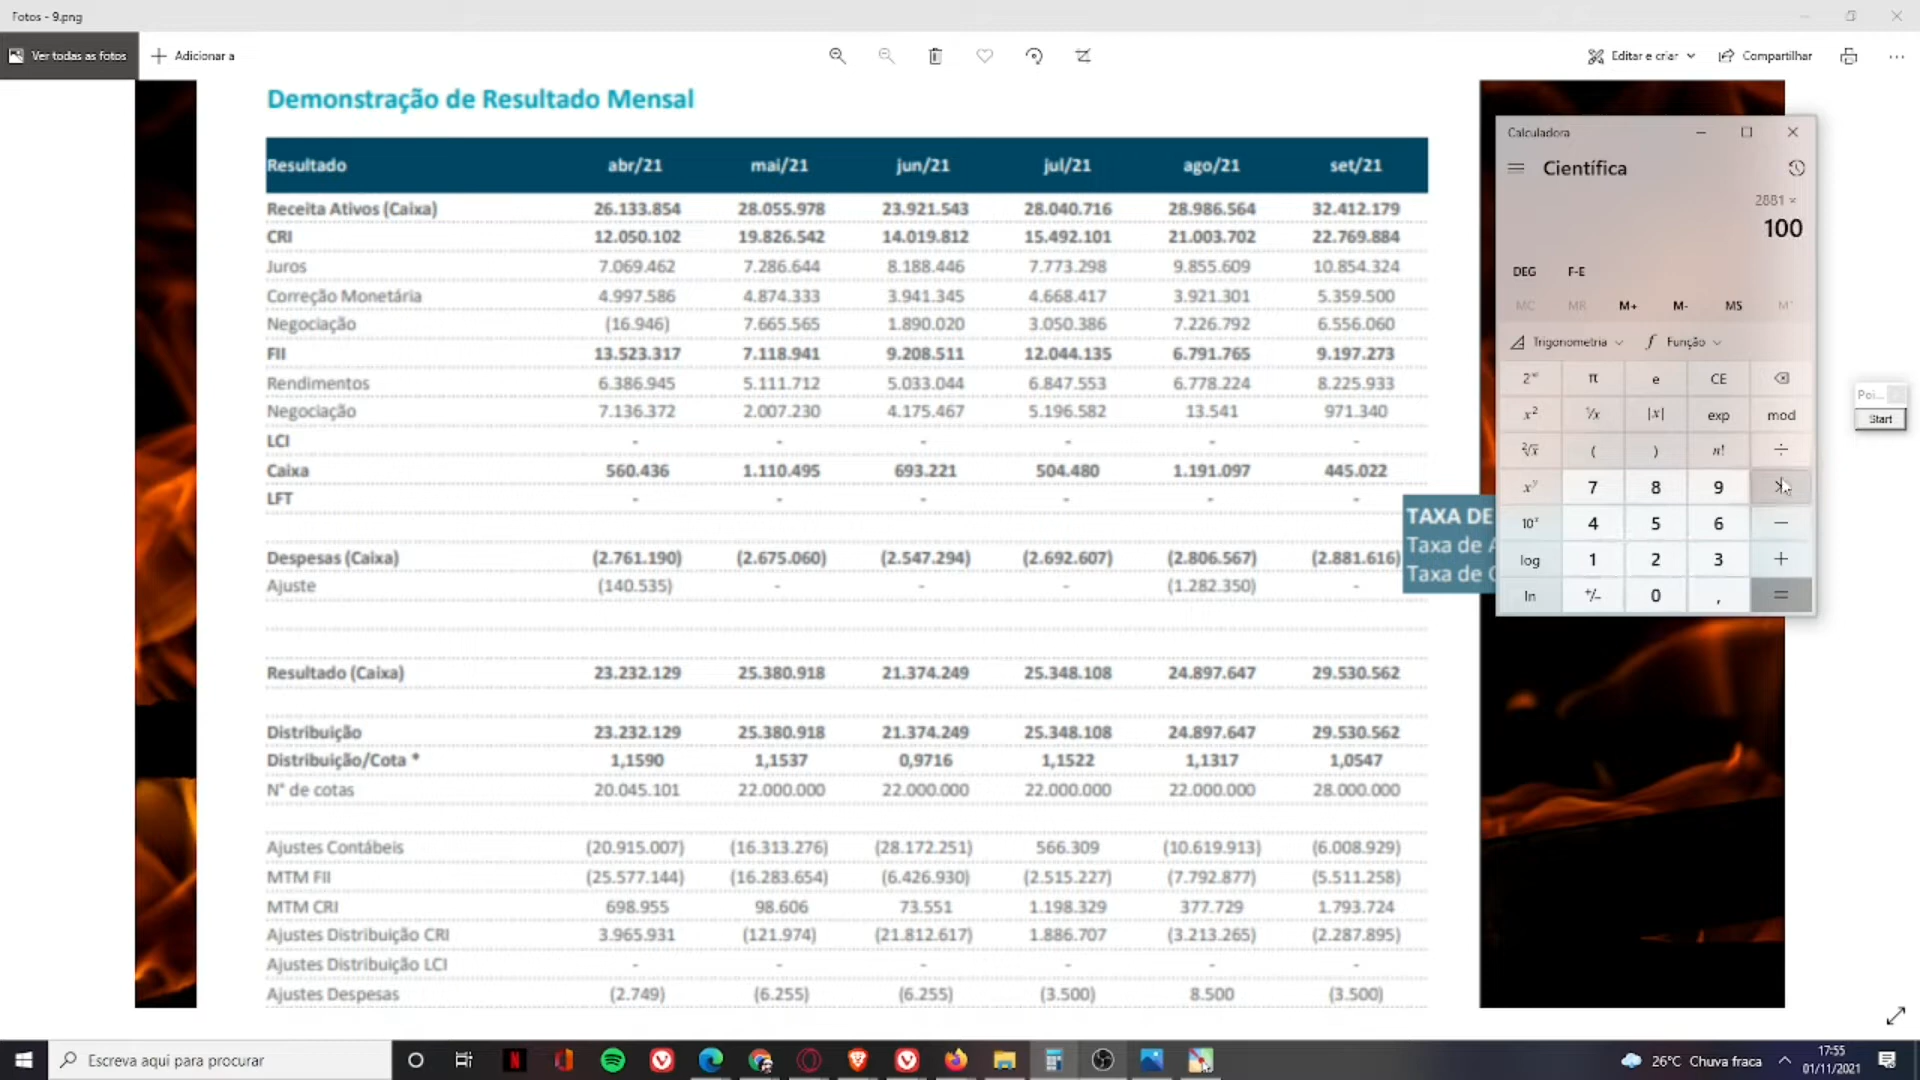 Fotos - 9.png
Ver todas as fotos
Adicionar a
Editar e criar
Compartilhar
Demonstração de Resultado Mensal
Resultado abr/21 mai/21 jun/21 jul/21 ago/21 set/21
Receita Ativos (Caixa) 26.133.854 28.055.978 23.921.543 28.040.716 28.986.564 32.412.179
CRI 12.050.102 19.826.542 14.019.812 15.492.101 21.003.702 22.769.884
Juros 7.069.462 7.286.644 8.188.446 7.773.298 9.855.609 10.854.324
Correção Monetária 4.997.586 4.874.333 3.941.345 4.668.417 3.921.301 5.359.500
Negociação (16.946) 7.665.565 1.890.020 3.050.386 7.226.792 6.556.060
FII 13.523.317 7.118.941 9.208.511 12.044.135 6.791.765 9.197.273
Rendimentos 6.386.945 5.111.712 5.033.044 6.847.553 6.778.224 8.225.933
Negociação 7.136.372 2.007.230 4.175.467 5.196.582 13.541 971.340
LCI - - - - - -
Caixa 560.436 1.110.495 693.221 504.480 1.191.097 445.022
LFT - - - - - -
Despesas (Caixa) (2.761.190) (2.675.060) (2.547.294) (2.692.607) (2.806.567) (2.881.616)
Ajuste (140.535) - - - (1.282.350) -
Resultado (Caixa) 23.232.129 25.380.918 21.374.249 25.348.108 24.897.647 29.530.562
Distribuição 23.232.129 25.380.918 21.374.249 25.348.108 24.897.647 29.530.562
Distribuição/Cota * 1,1590 1,1537 0,9716 1,1522 1,1317 1,0547
N° de cotas 20.045.101 22.000.000 22.000.000 22.000.000 22.000.000 28.000.000
Ajustes Contábeis (20.915.007) (16.313.276) (28.172.251) 566.309 (10.619.913) (6.008.929)
MTM FII (25.577.144) (16.283.654) (6.426.930) (2.515.227) (7.792.877) (5.511.258)
MTM CRI 698.955 98.606 73.551 1.198.329 377.729 1.793.724
Ajustes Distribuição CRI 3.965.931 (121.974) (21.812.617) 1.886.707 (3.213.265) (2.287.895)
Ajustes Distribuição LCI - - - - - -
Ajustes Despesas (2.749) (6.255) (6.255) (3.500) 8.500 (3.500)
TAXA DE
Taxa de
Taxa de
Calculadora
Científica
2881 ×
100
DEG F-E
MC MR M+ M- MS
Trigonometria Função
π e CE
x² ¹/x |x| exp mod
²√x ( ) n! ÷
xʸ 7 8 9
10ˣ 4 5 6 −
log 1 2 3 +
ln +/- 0 , =
Poi...
Start
Escreva aqui para procurar
26°C Chuva fraca
17:55
01/11/2021